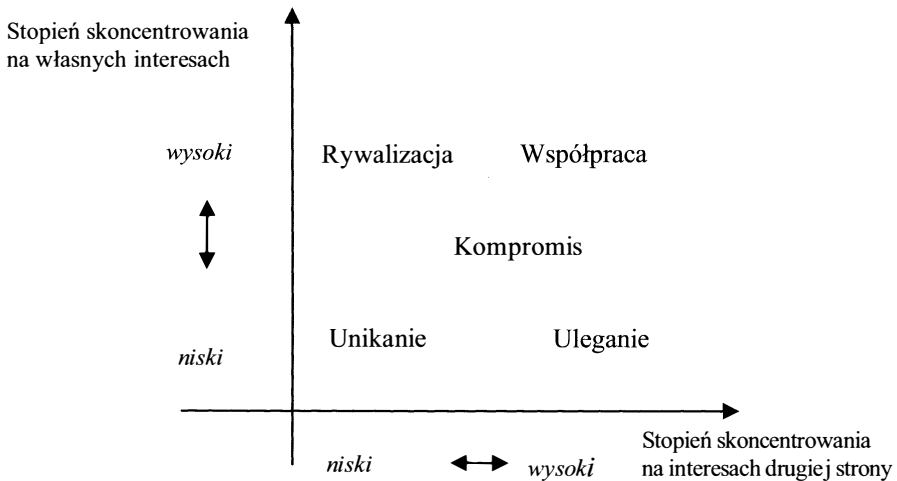 Stopień skoncentrowania
na własnych interesach
wysoki
Rywalizacja
Współpraca
Kompromis
Unikanie
Uleganie
niski
niski
wysoki
Stopień skoncentrowania
na interesach drugiej strony